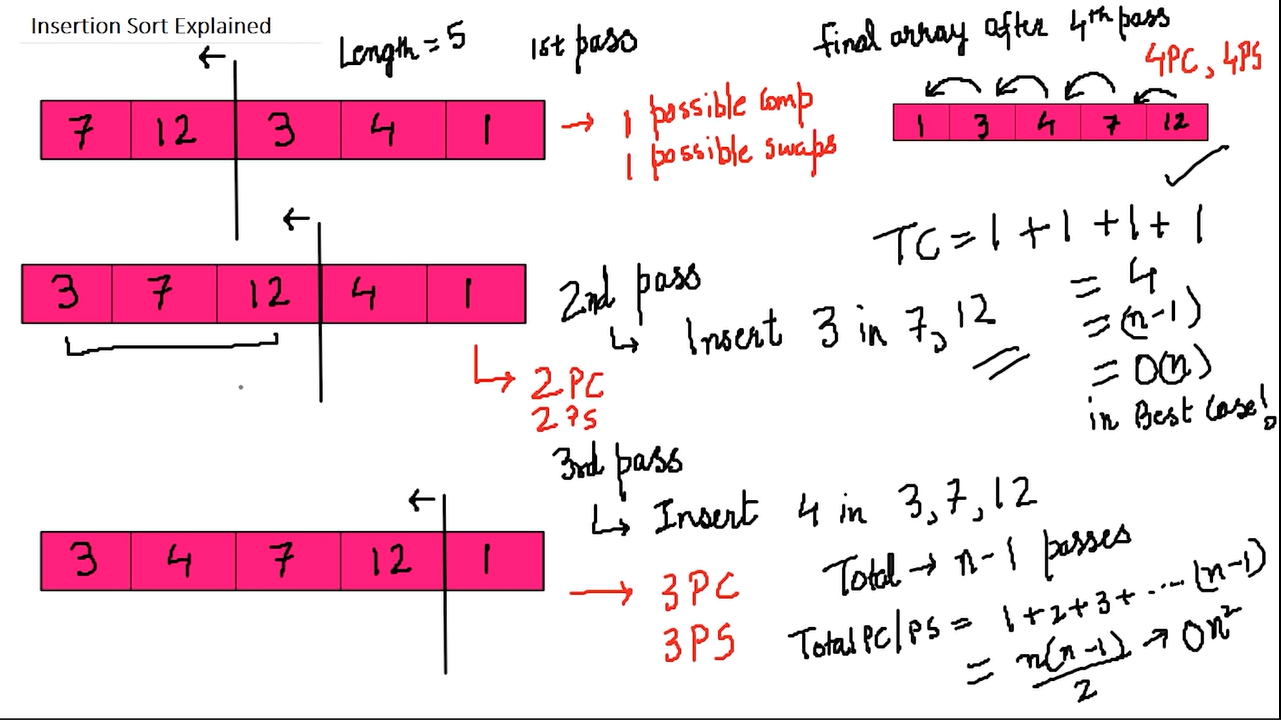 Insertion Sort Explained
Length = 5
1st pass
7 12 3 4 1
→ 1 possible comp
1 possible swaps
final array after 4th pass
4PC, 4PS
1 3 4 7 12
TC = 1 + 1 + 1 + 1
= 4
= (n-1)
= O(n)
in Best Case!
3 7 12 4 1
2nd pass
↳ Insert 3 in 7, 12
2 PC
2 PS
3rd pass
↳ Insert 4 in 3, 7, 12
3 4 7 12 1
→ 3 PC
3 PS
Total → n-1 passes
Total PC/PS = 1+2+3+ ... (n-1)
= n(n-1)/2 → On²